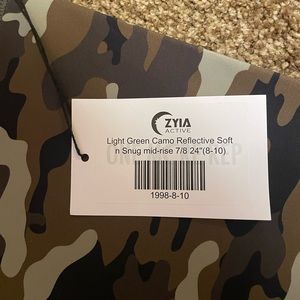 ZYIA
ACTIVE
Light Green Camo Reflective Soft
n Snug mid-rise 7/8 24"(8-10)
1998-8-10